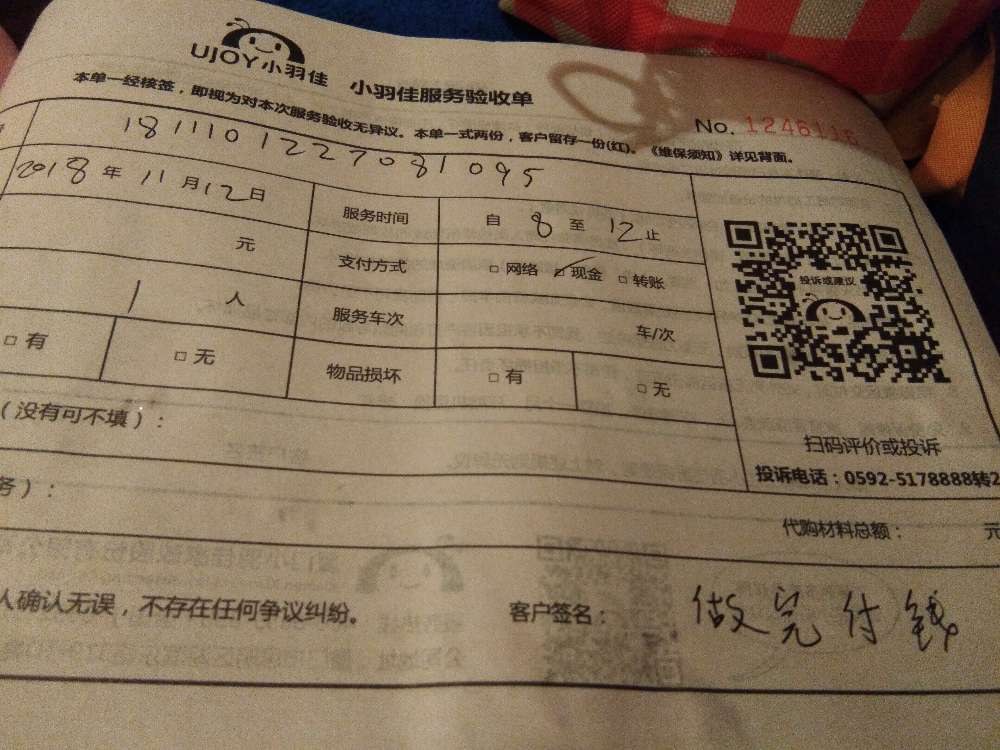 UJOY小羽佳 小羽佳服务验收单
本单一经核签，即视为对本次服务验收无异议。本单一式两份，客户留存一份(红)。《维保须知》详见背面。
No. 1246116
181110122708​1095
2018年11月12日 服务时间 自8至12止
元 支付方式 □网络 ☑现金 □转账
1人 服务车次 车/次
□有 □无 物品损坏 □有 □无
投诉或建议
（没有可不填）：
扫码评价或投诉
投诉电话：0592-5178888转2
务）：
代购材料总额： 元
人确认无误，不存在任何争议纠纷。 客户签名： 做完付钱